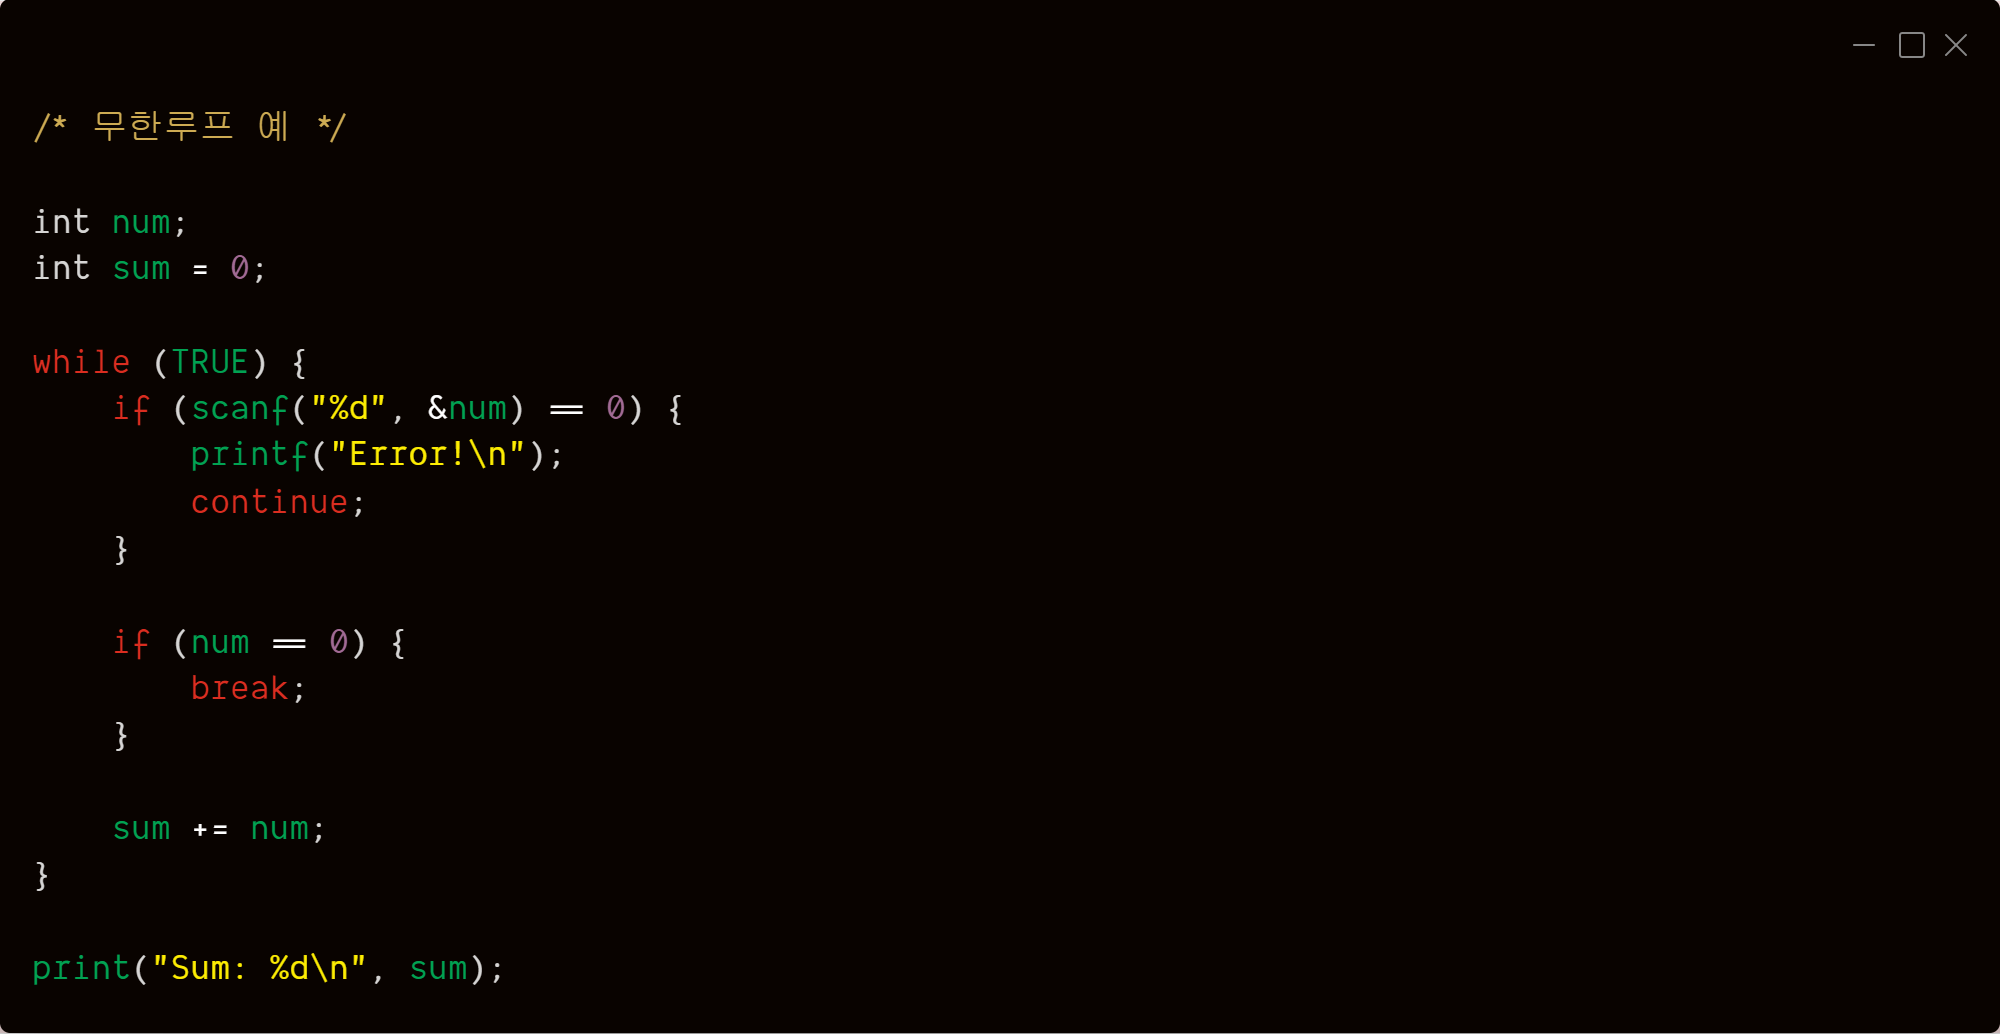 /* 무한루프 예 */
int num;
int sum = 0;
while (TRUE) {
if (scanf("%d", &num) == 0) {
printf("Error!\n");
continue;
}
if (num == 0) {
break;
}
sum += num;
}
print("Sum: %d\n", sum);